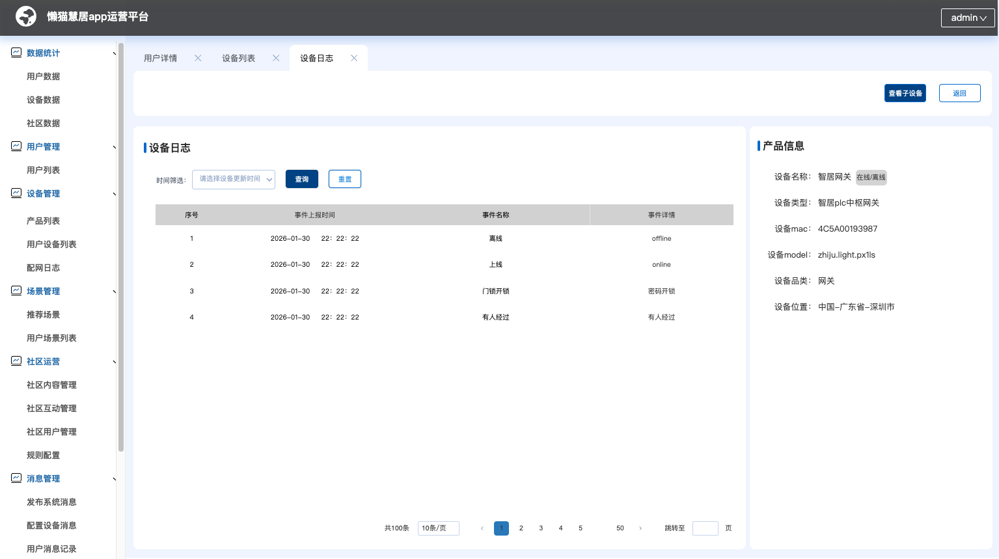 懒猫慧居app运营平台
admin
数据统计
用户数据
设备数据
社区数据
用户管理
用户列表
设备管理
产品列表
用户设备列表
配网日志
场景管理
推荐场景
用户场景列表
社区运营
社区内容管理
社区互动管理
社区用户管理
规则配置
消息管理
发布系统消息
配置设备消息
用户消息记录
用户详情 设备列表 设备日志
查看子设备 返回
设备日志
时间筛选： 请选择设备更新时间 查询 重置
序号 事件上报时间 事件名称 事件详情
1 2026-01-30 22：22：22 离线 offline
2 2026-01-30 22：22：22 上线 online
3 2026-01-30 22：22：22 门锁开锁 密码开锁
4 2026-01-30 22：22：22 有人经过 有人经过
共100条 10条/页 1 2 3 4 5 50 跳转至 页
产品信息
设备名称： 智居网关 在线/离线
设备类型： 智居plc中枢网关
设备mac： 4C5A00193987
设备model： zhiju.light.px1ls
设备品类： 网关
设备位置： 中国-广东省-深圳市